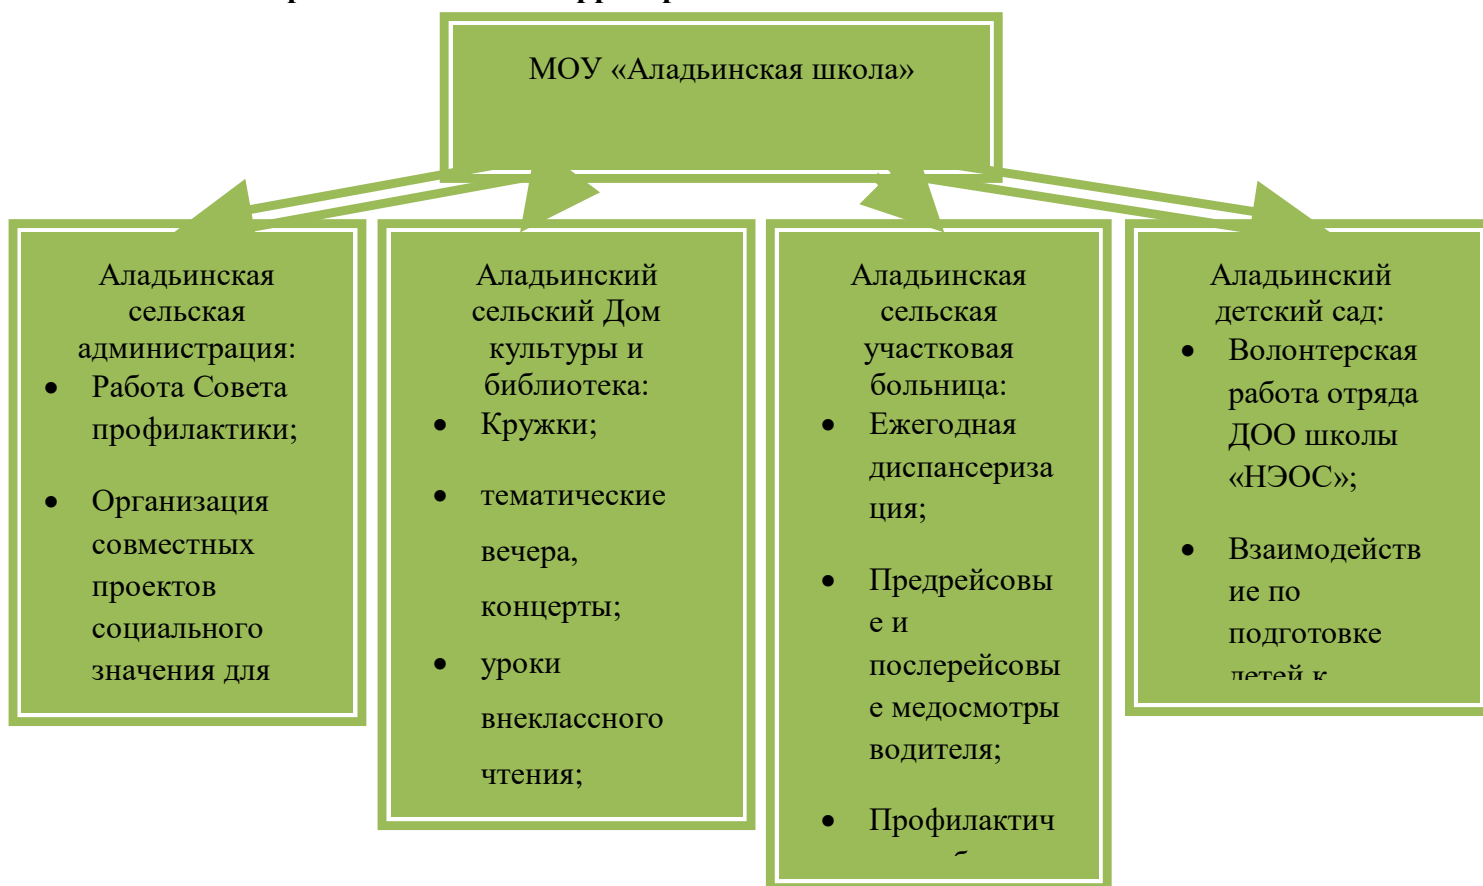 МОУ «Аладьинская школа»
Аладьинская
сельская
администрация:
• Работа Совета
профилактики;
• Организация
совместных
проектов
социального
значения для
Аладьинский
сельский Дом
культуры и
библиотека:
• Кружки;
• тематические
вечера,
концерты;
• уроки
внеклассного
чтения;
Аладьинская
сельская
участковая
больница:
• Ежегодная
диспансериза
ция;
• Предрейсовы
е и
послерейсовы
е медосмотры
водителя;
• Профилактич
Аладьинский
детский сад:
• Волонтерская
работа отряда
ДОО школы
«НЭОС»;
• Взаимодейств
ие по
подготовке
детей к